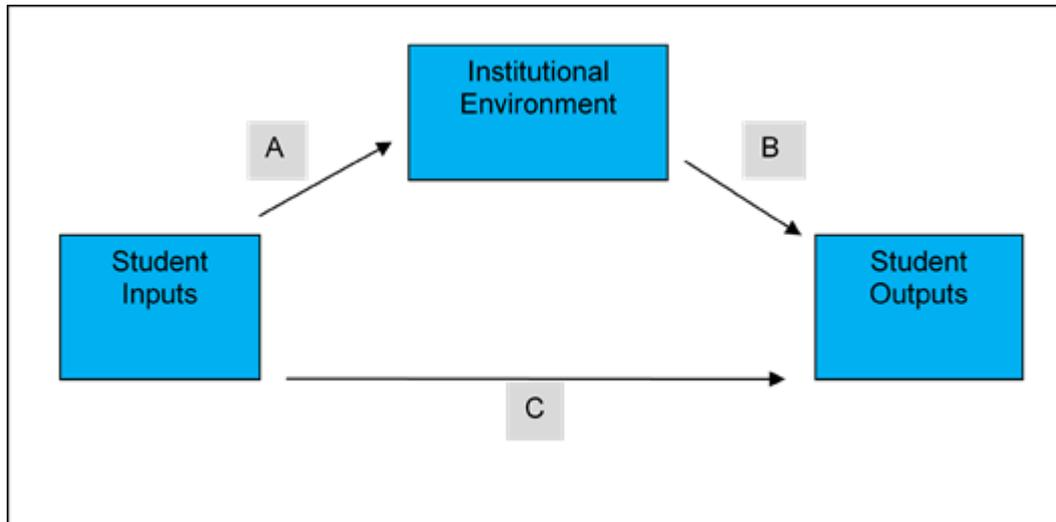 Institutional
Environment
A
B
Student
Inputs
Student
Outputs
C